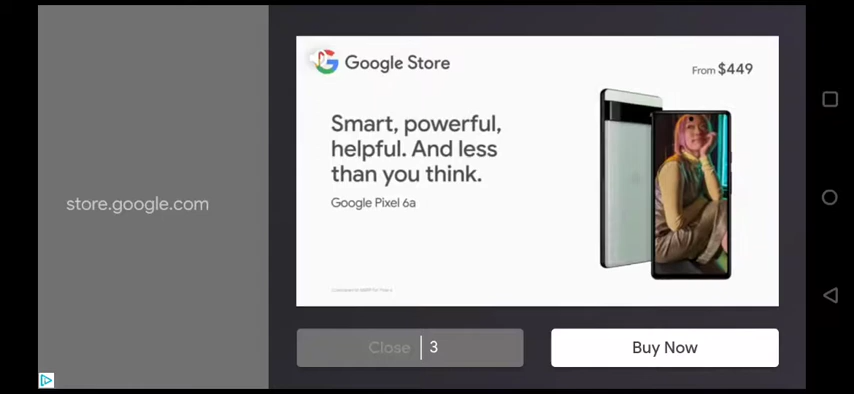 Google Store
From $449
Smart, powerful,
helpful. And less
than you think.
Google Pixel 6a
store.google.com
Close 3
Buy Now